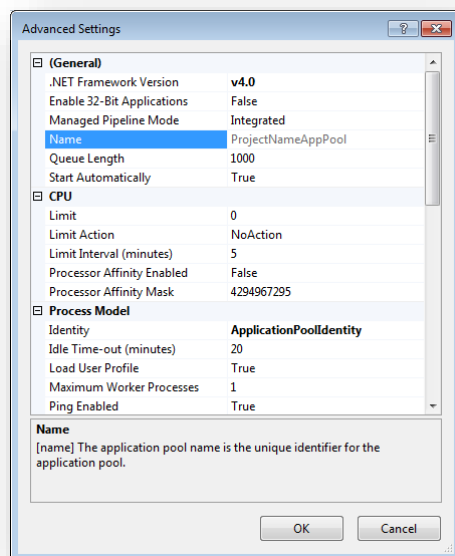 Advanced Settings
(General)
.NET Framework Version v4.0
Enable 32-Bit Applications False
Managed Pipeline Mode Integrated
Name ProjectNameAppPool
Queue Length 1000
Start Automatically True
CPU
Limit 0
Limit Action NoAction
Limit Interval (minutes) 5
Processor Affinity Enabled False
Processor Affinity Mask 4294967295
Process Model
Identity ApplicationPoolIdentity
Idle Time-out (minutes) 20
Load User Profile True
Maximum Worker Processes 1
Ping Enabled True
Name
[name] The application pool name is the unique identifier for the
application pool.
OK Cancel